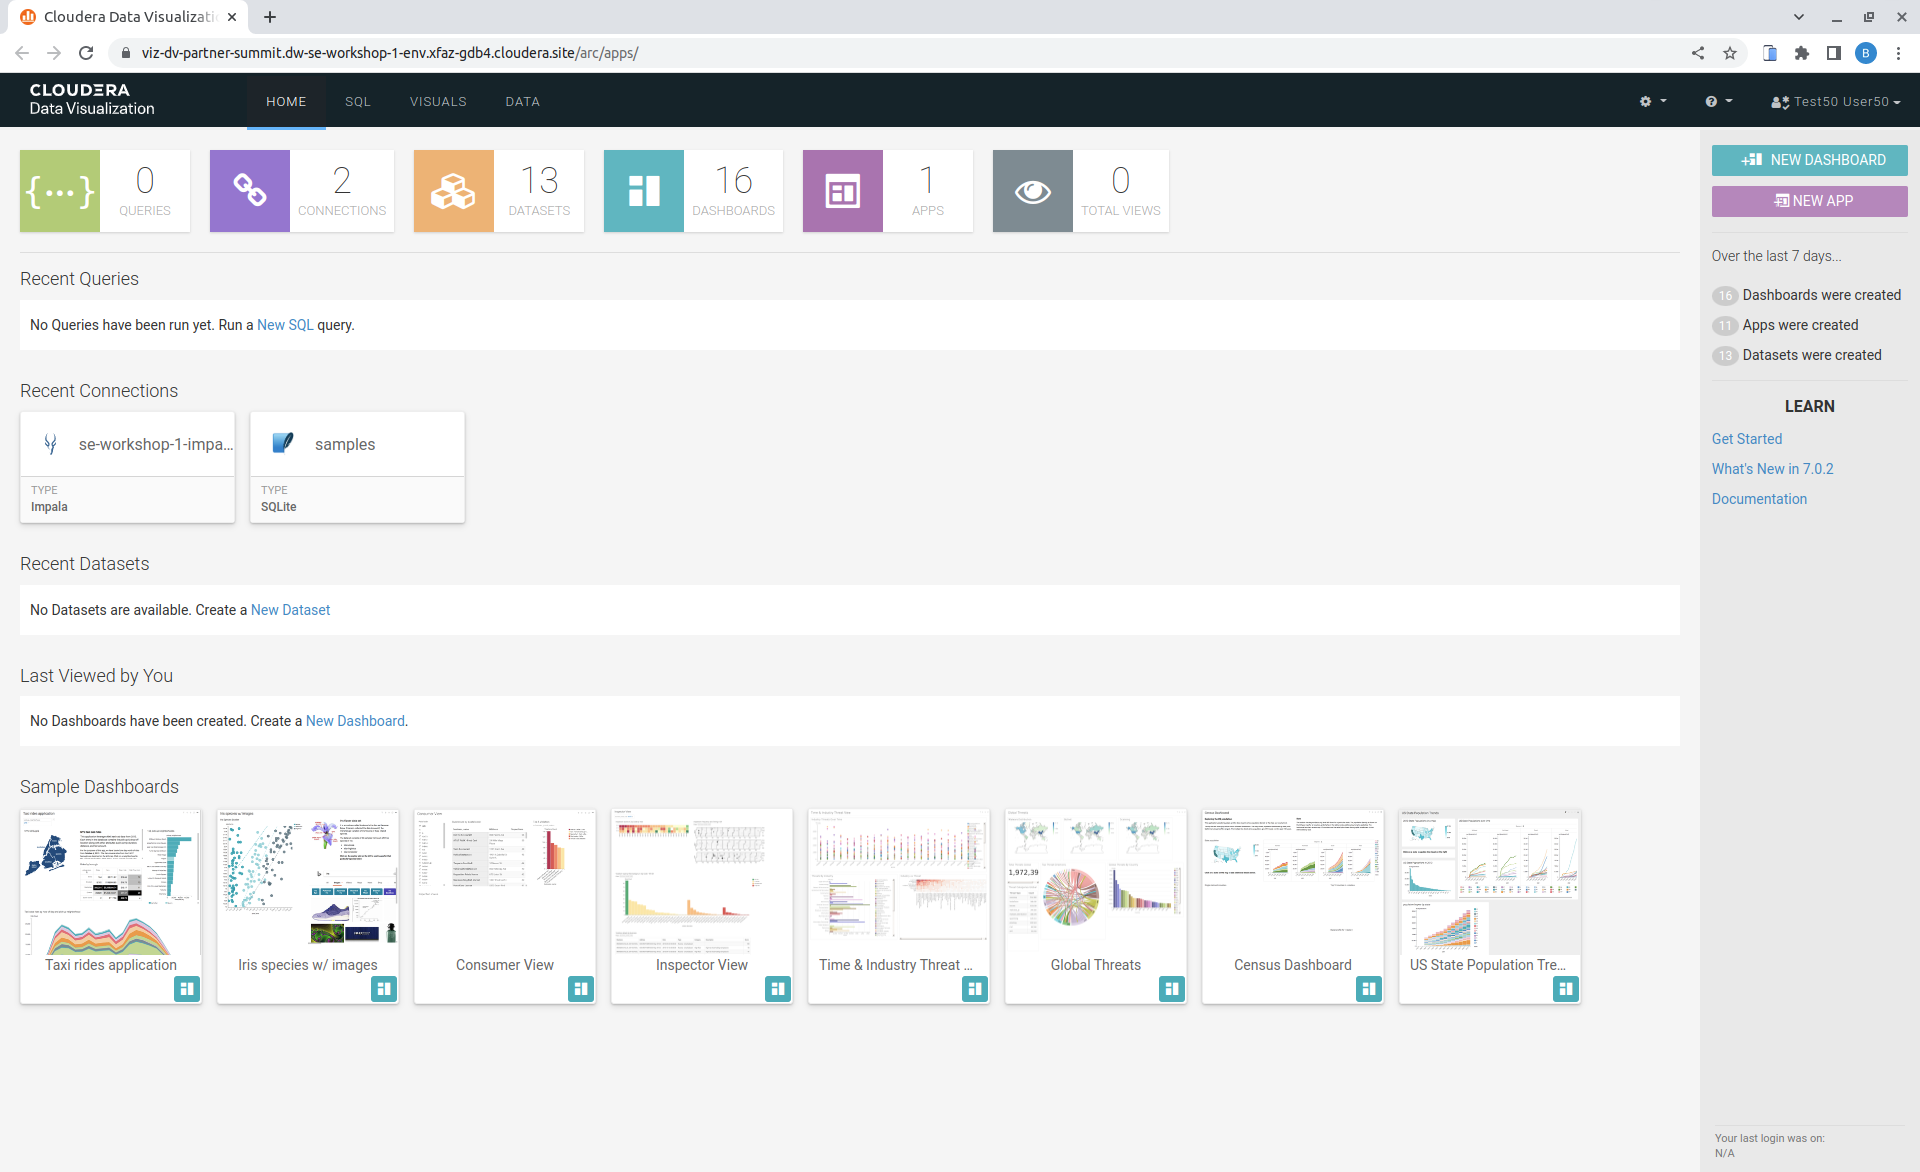 Cloudera Data Visualizati
viz-dv-partner-summit.dw-se-workshop-1-env.xfaz-gdb4.cloudera.site/arc/apps/
B
CLOUDERA
Data Visualization
HOME
SQL
VISUALS
DATA
Test50 User50
{...}
0
QUERIES
2
CONNECTIONS
13
DATASETS
16
DASHBOARDS
1
APPS
0
TOTAL VIEWS
NEW DASHBOARD
NEW APP
Over the last 7 days...
16 Dashboards were created
11 Apps were created
13 Datasets were created
LEARN
Get Started
What's New in 7.0.2
Documentation
Recent Queries
No Queries have been run yet. Run a New SQL query.
Recent Connections
se-workshop-1-impa...
TYPE
Impala
samples
TYPE
SQLite
Recent Datasets
No Datasets are available. Create a New Dataset
Last Viewed by You
No Dashboards have been created. Create a New Dashboard.
Sample Dashboards
Taxi rides application
Iris species w/ images
Consumer View
Inspector View
Time & Industry Threat ...
1,972.39
Global Threats
Census Dashboard
US State Population Tre...
Your last login was on:
N/A